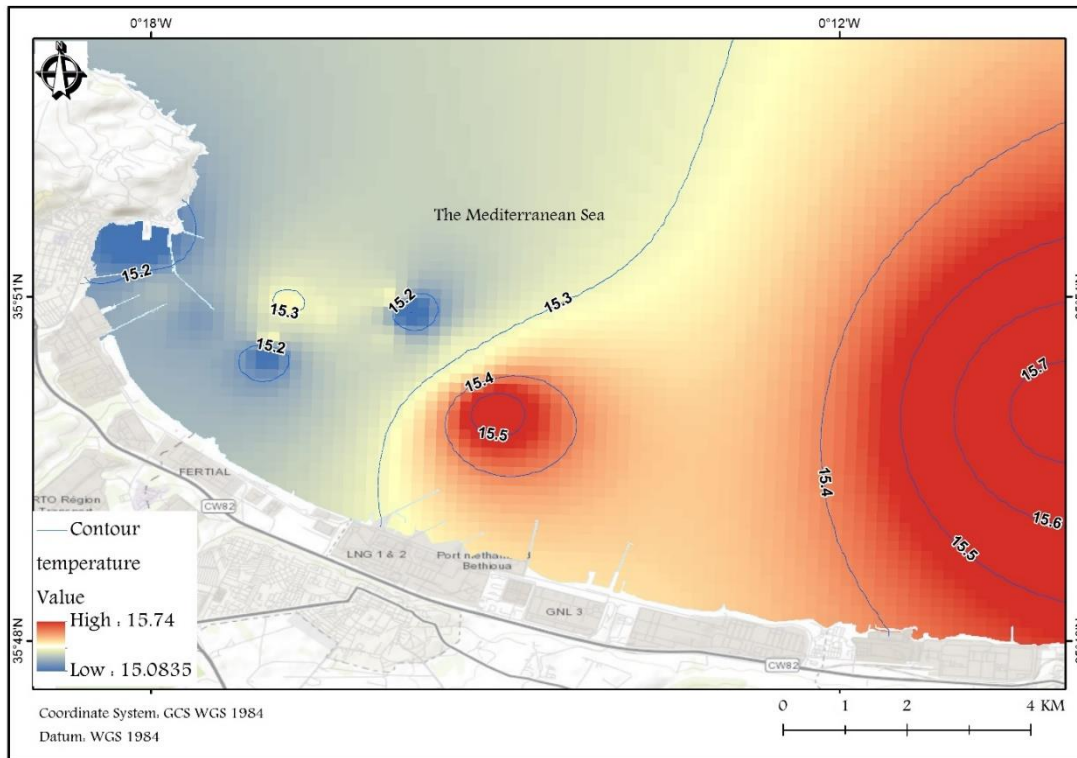 0°18'W
0°12'W
N
The Mediterranean Sea
15.2
35°51'N
15.3
15.2
15.3
15.2
15.4
15.5
15.7
15.4
15.6
15.5
FERTIAL
CW82
LNG 1 & 2
Port
Bethioua
GNL 3
CW82
RTO Région
Contour
temperature
Value
High : 15.74
Low : 15.0835
35°48'N
Coordinate System: GCS WGS 1984
Datum: WGS 1984
0 1 2 4 KM